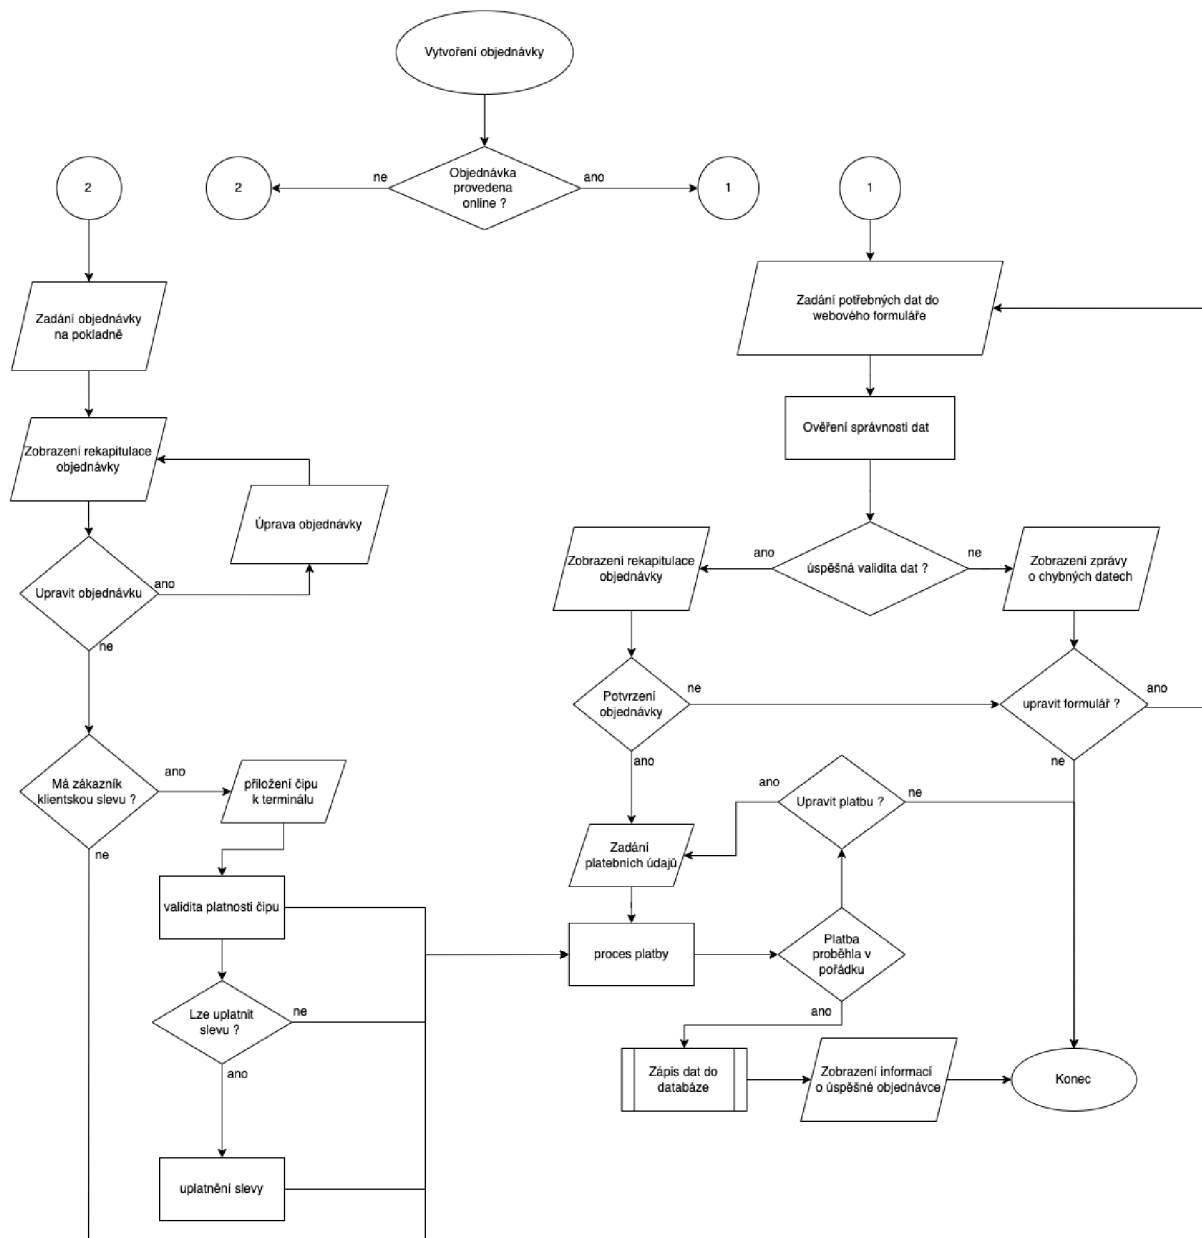 Vytvoření objednávky
2
2
ne
Objednávka
provedena
online ?
ano
1
1
Zadání objednávky
na pokladně
Zadání potřebných dat do
webového formuláře
Zobrazení rekapitulace
objednávky
Ověření správnosti dat
Úprava objednávky
Upravit objednávku
ano
ne
Zobrazení rekapitulace
objednávky
ano
úspěšná validita dat ?
ne
Zobrazení zprávy
o chybných datech
Potvrzení
objednávky
ne
ano
upravit formulář ?
ano
ne
Má zákazník
klientskou slevu ?
ano
ne
přiložení čipu
k terminálu
ano
Upravit platbu ?
ne
Zadání
platebních údajů
validita platnosti čipu
proces platby
Platba
proběhla v
pořádku
ano
Lze uplatnit
slevu ?
ne
ano
Zápis dat do
databáze
Zobrazení informací
o úspěšné objednávce
Konec
uplatnění slevy